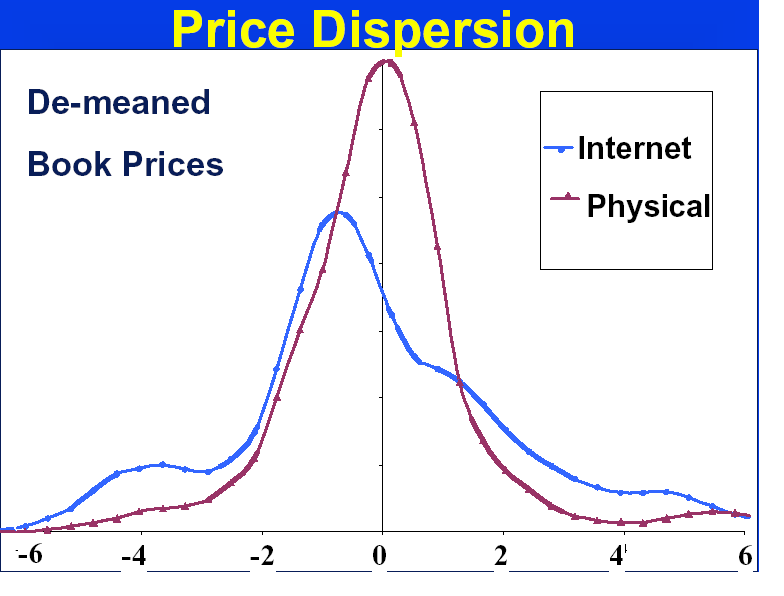 Price Dispersion
De-meaned
Book Prices
Internet
Physical
-6 -4 -2 0 2 4 6